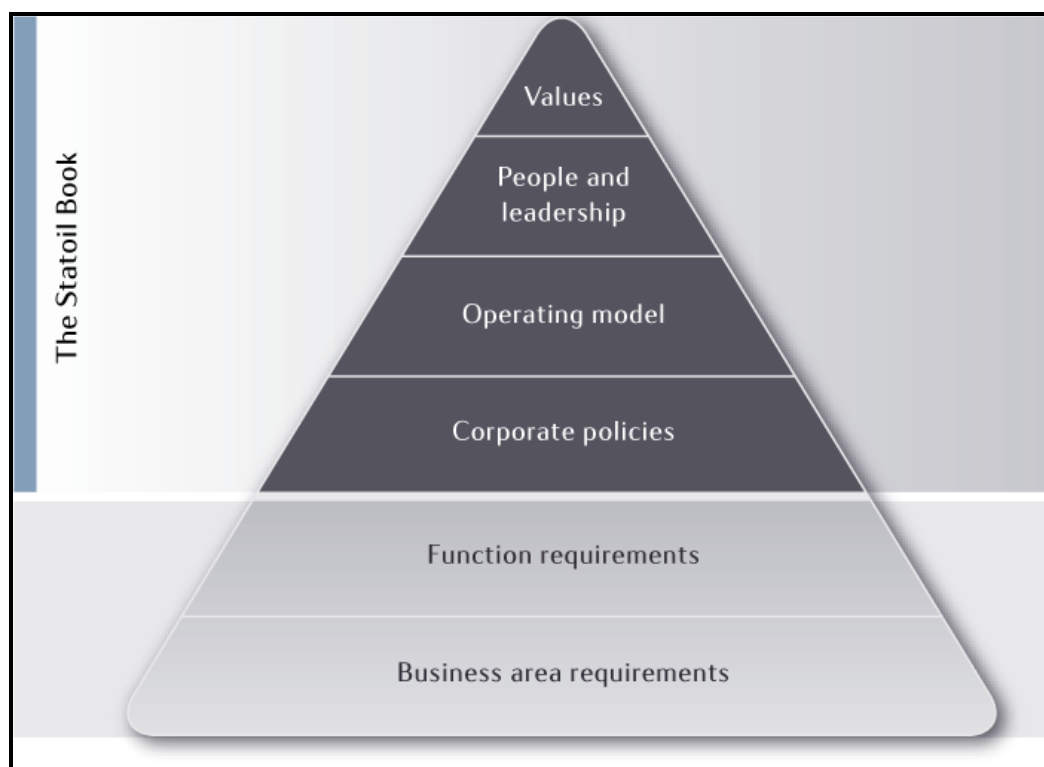 The Statoil Book
Values
People and
leadership
Operating model
Corporate policies
Function requirements
Business area requirements